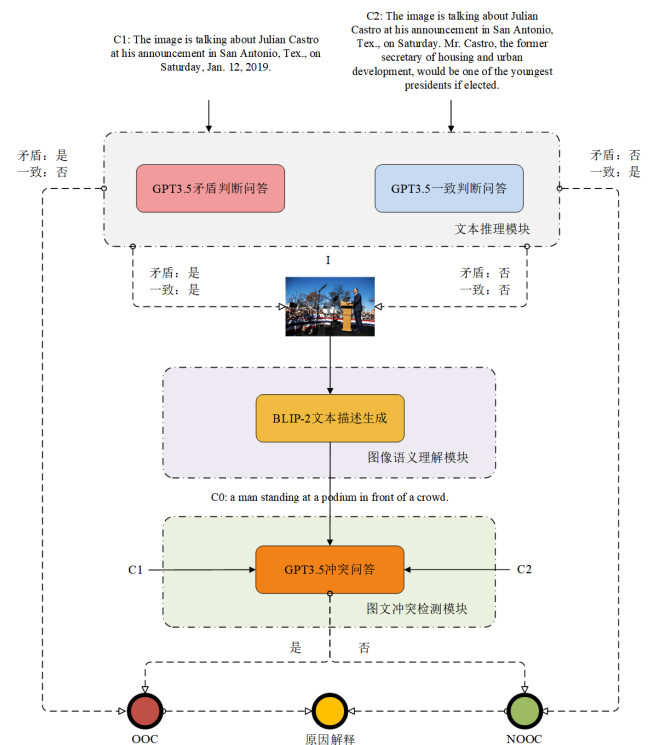 C1: The image is talking about Julian Castro
at his announcement in San Antonio, Tex., on
Saturday, Jan. 12, 2019.
C2: The image is talking about Julian
Castro at his announcement in San Antonio,
Tex., on Saturday. Mr. Castro, the former
secretary of housing and urban
development, would be one of the youngest
presidents if elected.
矛盾：是
一致：否
GPT3.5矛盾判断问答
GPT3.5一致判断问答
矛盾：否
一致：是
文本推理模块
矛盾：是
一致：是
I
矛盾：否
一致：否
BLIP-2文本描述生成
图像语义理解模块
C0: a man standing at a podium in front of a crowd.
C1
GPT3.5冲突问答
C2
图文冲突检测模块
是
否
OOC
原因解释
NOOC